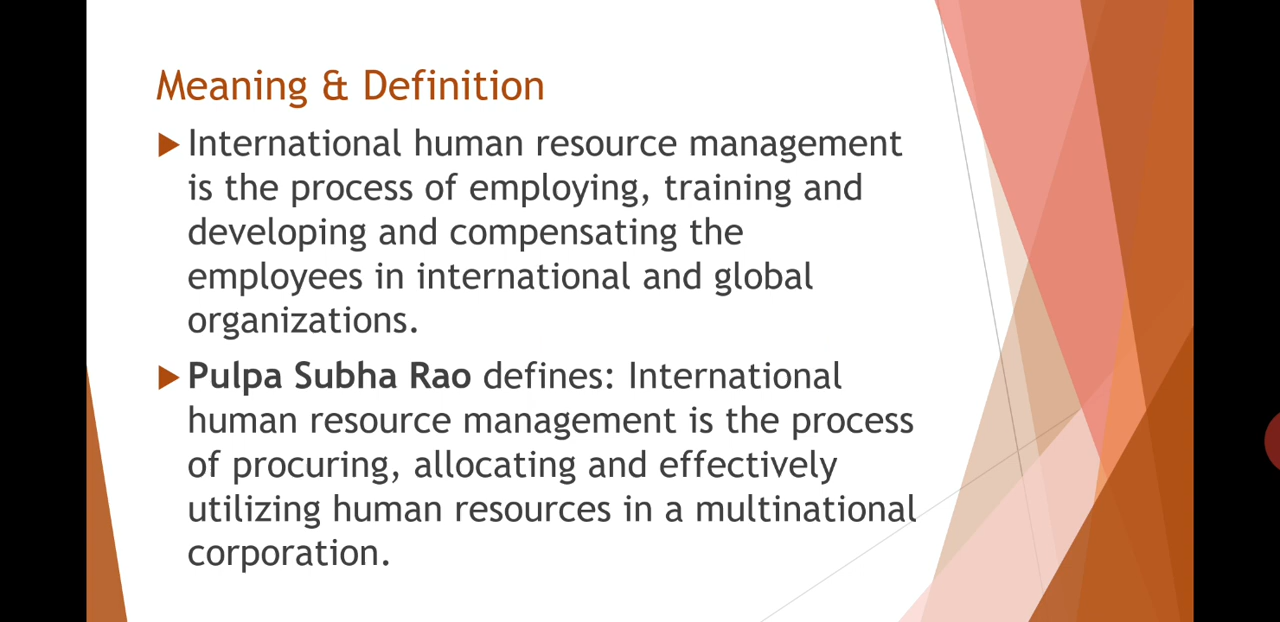 Meaning & Definition
International human resource management
is the process of employing, training and
developing and compensating the
employees in international and global
organizations.
Pulpa Subha Rao defines: International
human resource management is the process
of procuring, allocating and effectively
utilizing human resources in a multinational
corporation.